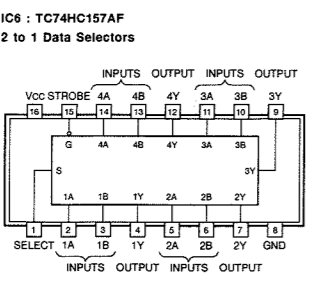 IC6 : TC74HC157AF
2 to 1 Data Selectors
INPUTS OUTPUT INPUTS OUTPUT
Vcc STROBE 4A 4B 4Y 3A 3B 3Y
16 15 14 13 12 11 10 9
G 4A 4B 4Y 3A 3B
S 3Y
1A 1B 1Y 2A 2B 2Y
1 2 3 4 5 6 7 8
SELECT 1A 1B 1Y 2A 2B 2Y GND
INPUTS OUTPUT INPUTS OUTPUT